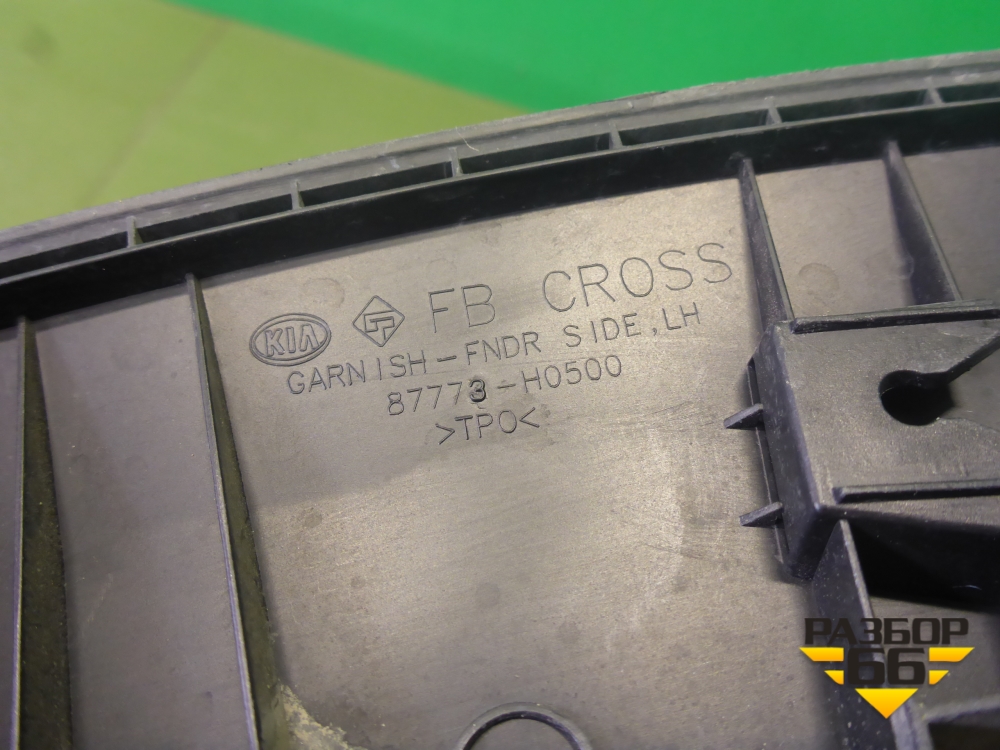 KIA FB CROSS
GARNISH-FNDR SIDE, LH
87773-H0500
>TPO<
РАЗБОР
66